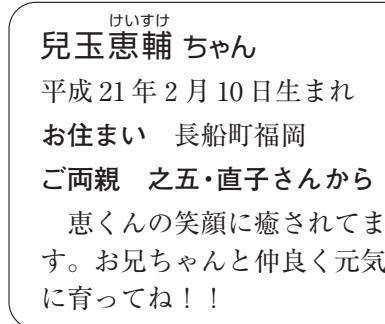 けいすけ
兒玉恵輔 ちゃん
平成 21 年 2 月 10 日生まれ
お住まい　長船町福岡
ご両親　之五・直子さんから
　恵くんの笑顔に癒されてま
す。お兄ちゃんと仲良く元気
に育ってね！！